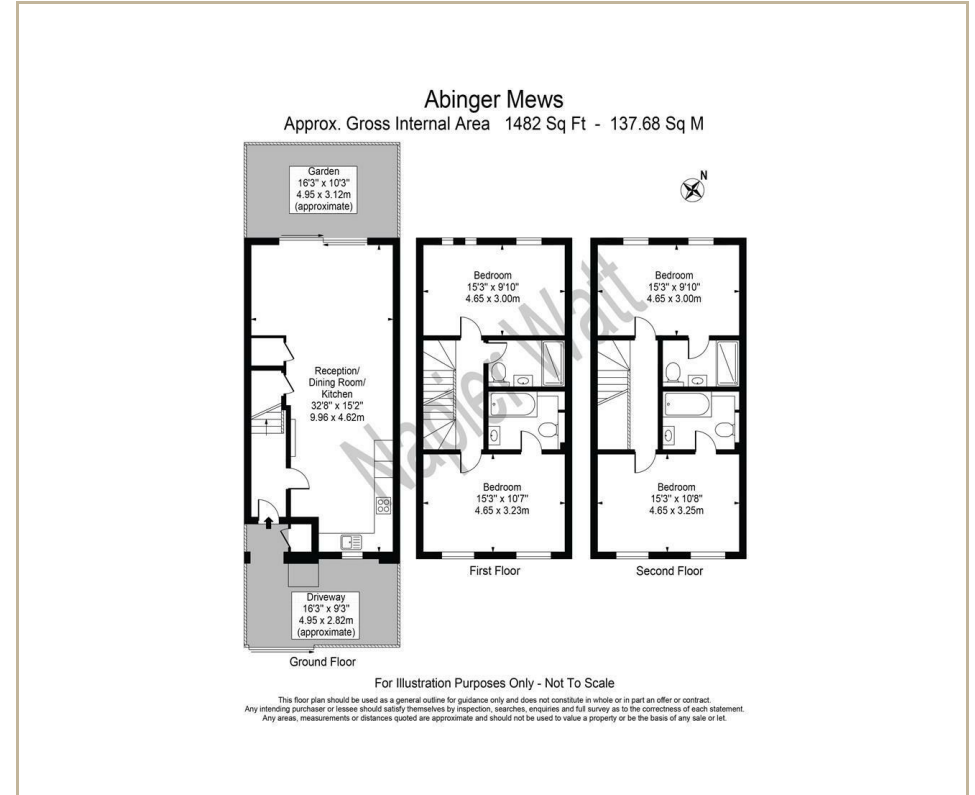 Abinger Mews
Approx. Gross Internal Area 1482 Sq Ft - 137.68 Sq M
Garden
16'3" x 10'3"
4.95 x 3.12m
(approximate)
N
Reception/
Dining Room/
Kitchen
32'8" x 15'2"
9.96 x 4.62m
Driveway
16'3" x 9'3"
4.95 x 2.82m
(approximate)
Ground Floor
Bedroom
15'3" x 9'10"
4.65 x 3.00m
Bedroom
15'3" x 10'7"
4.65 x 3.23m
First Floor
Bedroom
15'3" x 9'10"
4.65 x 3.00m
Bedroom
15'3" x 10'8"
4.65 x 3.25m
Second Floor
Napier Watt
For Illustration Purposes Only - Not To Scale
This floor plan should be used as a general outline for guidance only and does not constitute in whole or in part an offer or contract.
Any intending purchaser or lessee should satisfy themselves by inspection, searches, enquiries and full survey as to the correctness of each statement.
Any areas, measurements or distances quoted are approximate and should not be used to value a property or be the basis of any sale or let.